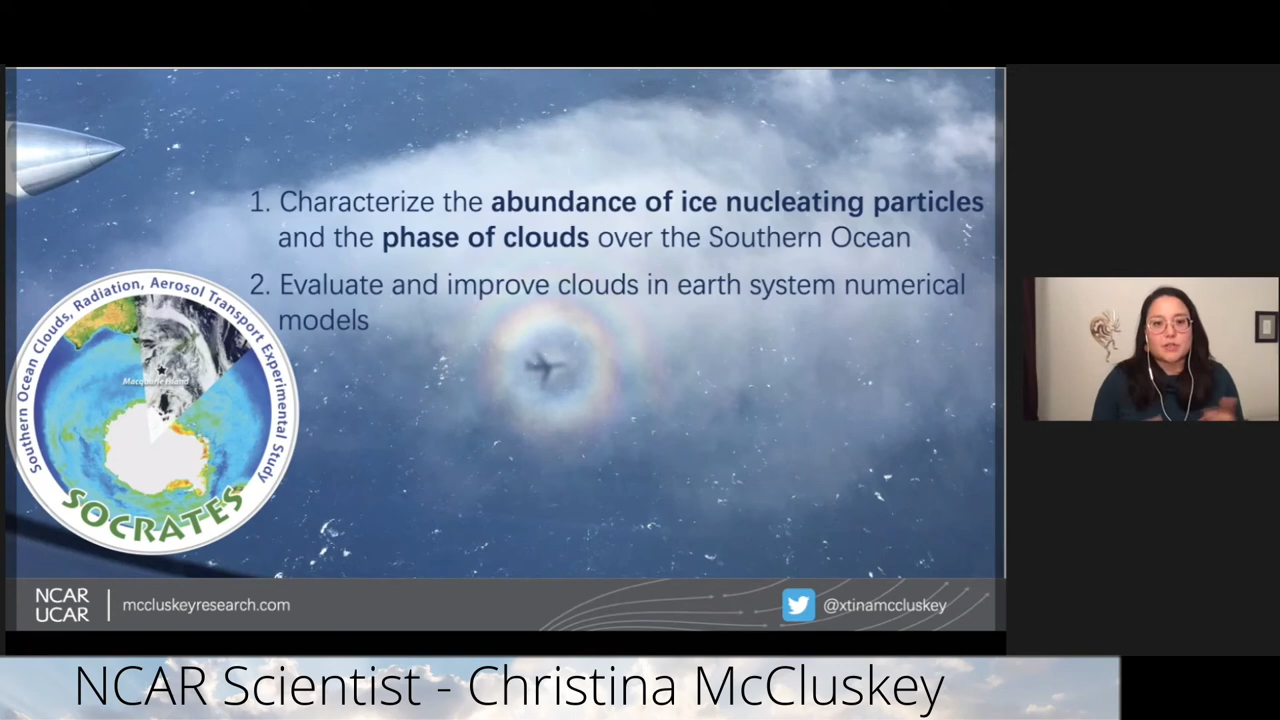 1. Characterize the abundance of ice nucleating particles
and the phase of clouds over the Southern Ocean
2. Evaluate and improve clouds in earth system numerical
models
Southern Ocean Clouds, Radiation, Aerosol Transport Experimental Study
Macquarie Island
SOCRATES
NCAR
UCAR
mccluskeyresearch.com
@xtinamccluskey
NCAR Scientist - Christina McCluskey